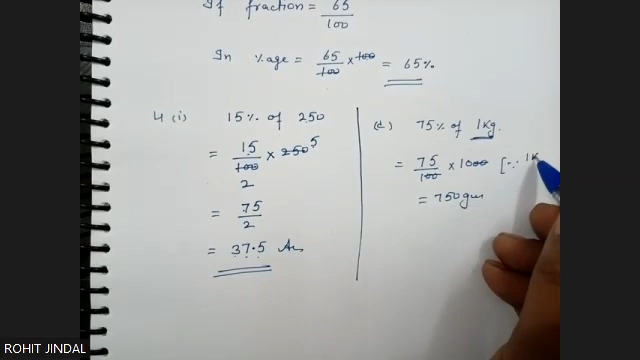 If fraction = 65/100
In %age = 65/100 × 100 = 65%
4 (i) 15% of 250
= 15/100 × 250 5
2
= 75/2
= 37.5 Ans
(d) 75% of 1Kg.
= 75/100 × 1000 [∵ 1K
= 750gm
ROHIT JINDAL